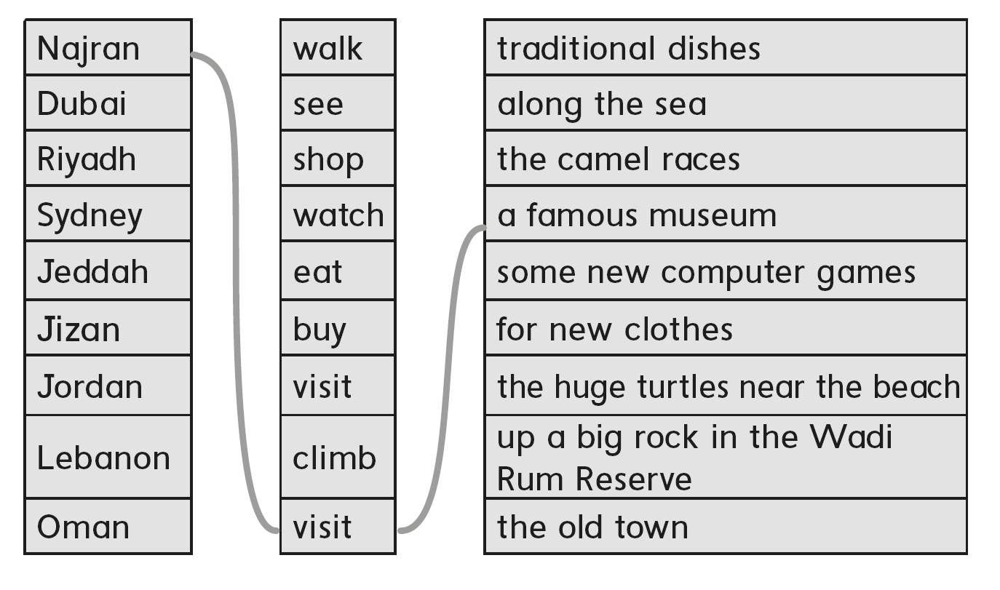 Najran
Dubai
Riyadh
Sydney
Jeddah
Jizan
Jordan
Lebanon
Oman
walk
see
shop
watch
eat
buy
visit
climb
visit
traditional dishes
along the sea
the camel races
a famous museum
some new computer games
for new clothes
the huge turtles near the beach
up a big rock in the Wadi
Rum Reserve
the old town